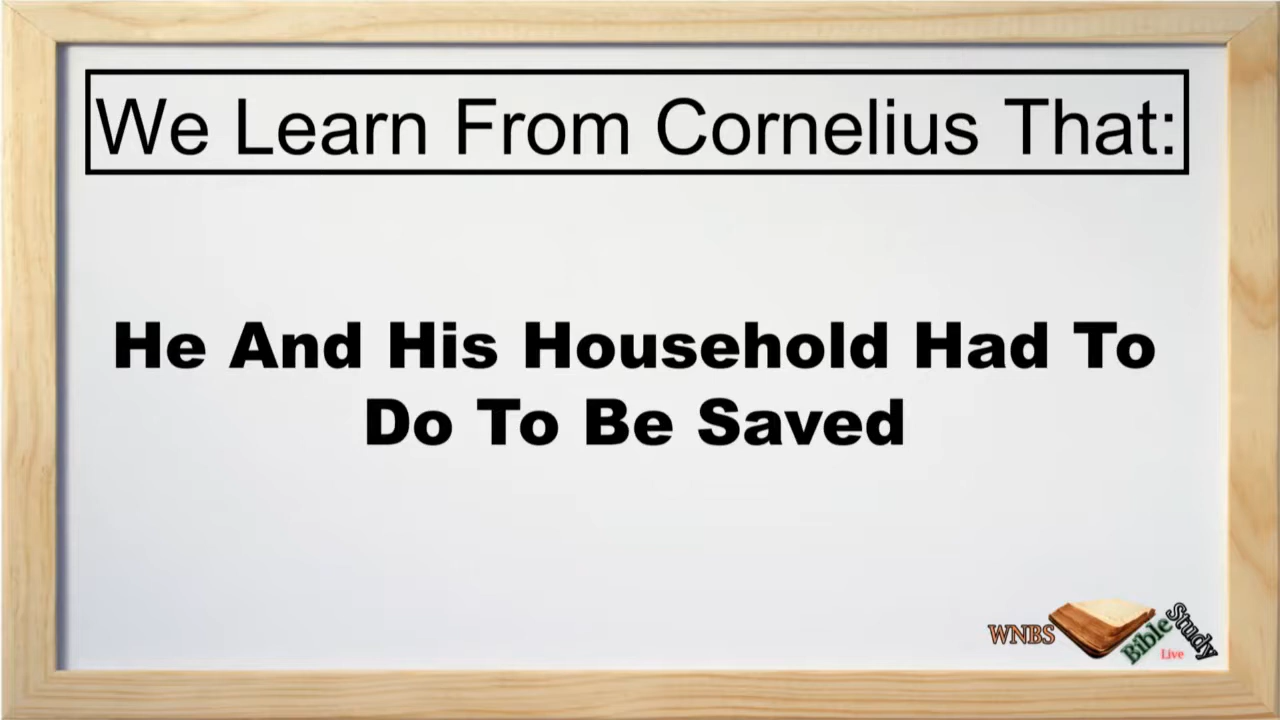 We Learn From Cornelius That:
He And His Household Had To
Do To Be Saved
WNBS
Bible
Study
Live